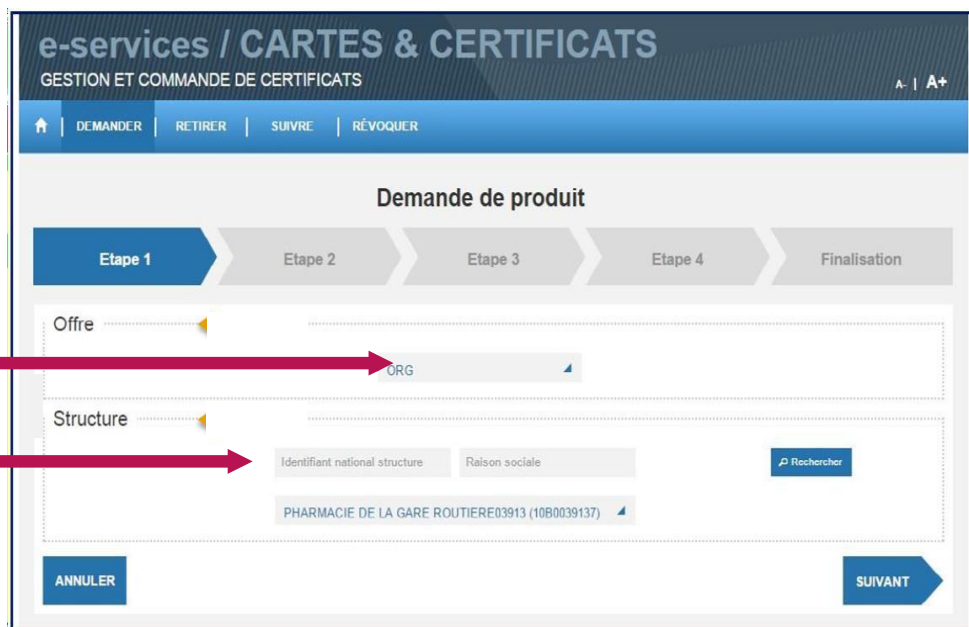 e-services / CARTES & CERTIFICATS
GESTION ET COMMANDE DE CERTIFICATS
A- | A+
DEMANDER | RETIRER | SUIVRE | RÉVOQUER
Demande de produit
Etape 1 Etape 2 Etape 3 Etape 4 Finalisation
Offre
ORG
Structure
Identifiant national structure Raison sociale Rechercher
PHARMACIE DE LA GARE ROUTIERE03913 (10B0039137)
ANNULER SUIVANT